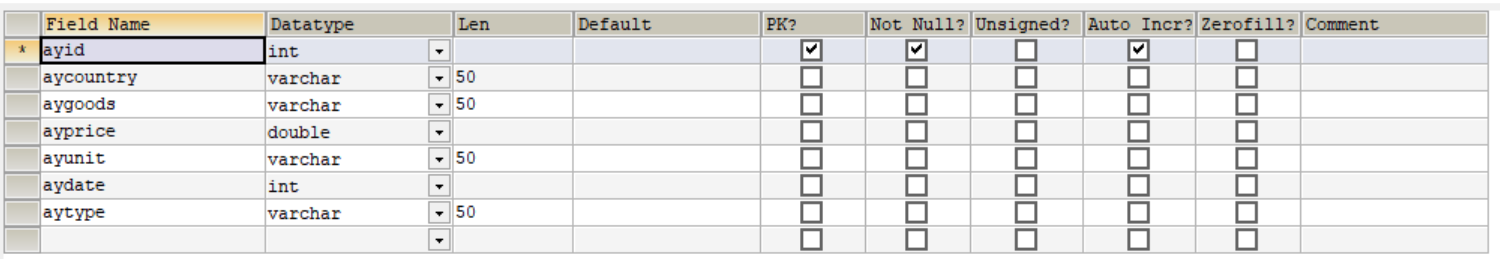 Field Name Datatype Len Default PK? Not Null? Unsigned? Auto Incr? Zerofill? Comment
* ayid int
aycountry varchar 50
aygoods varchar 50
ayprice double
ayunit varchar 50
aydate int
aytype varchar 50